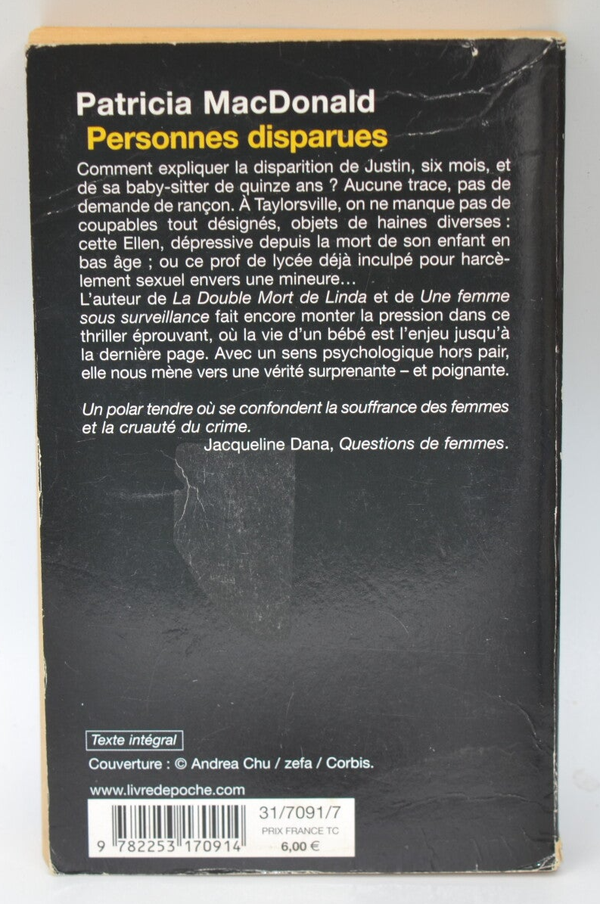 Patricia MacDonald
Personnes disparues
Comment expliquer la disparition de Justin, six mois, et
de sa baby-sitter de quinze ans ? Aucune trace, pas de
demande de rançon. À Taylorsville, on ne manque pas de
coupables tout désignés, objets de haines diverses :
cette Ellen, dépressive depuis la mort de son enfant en
bas âge ; ou ce prof de lycée déjà inculpé pour harcè-
lement sexuel envers une mineure...
L'auteur de La Double Mort de Linda et de Une femme
sous surveillance fait encore monter la pression dans ce
thriller éprouvant, où la vie d'un bébé est l'enjeu jusqu'à
la dernière page. Avec un sens psychologique hors pair,
elle nous mène vers une vérité surprenante – et poignante.
Un polar tendre où se confondent la souffrance des femmes
et la cruauté du crime.
Jacqueline Dana, Questions de femmes.
Texte intégral
Couverture : © Andrea Chu / zefa / Corbis.
www.livredepoche.com
31/7091/7
PRIX FRANCE TC
6,00 €
9 782253 170914